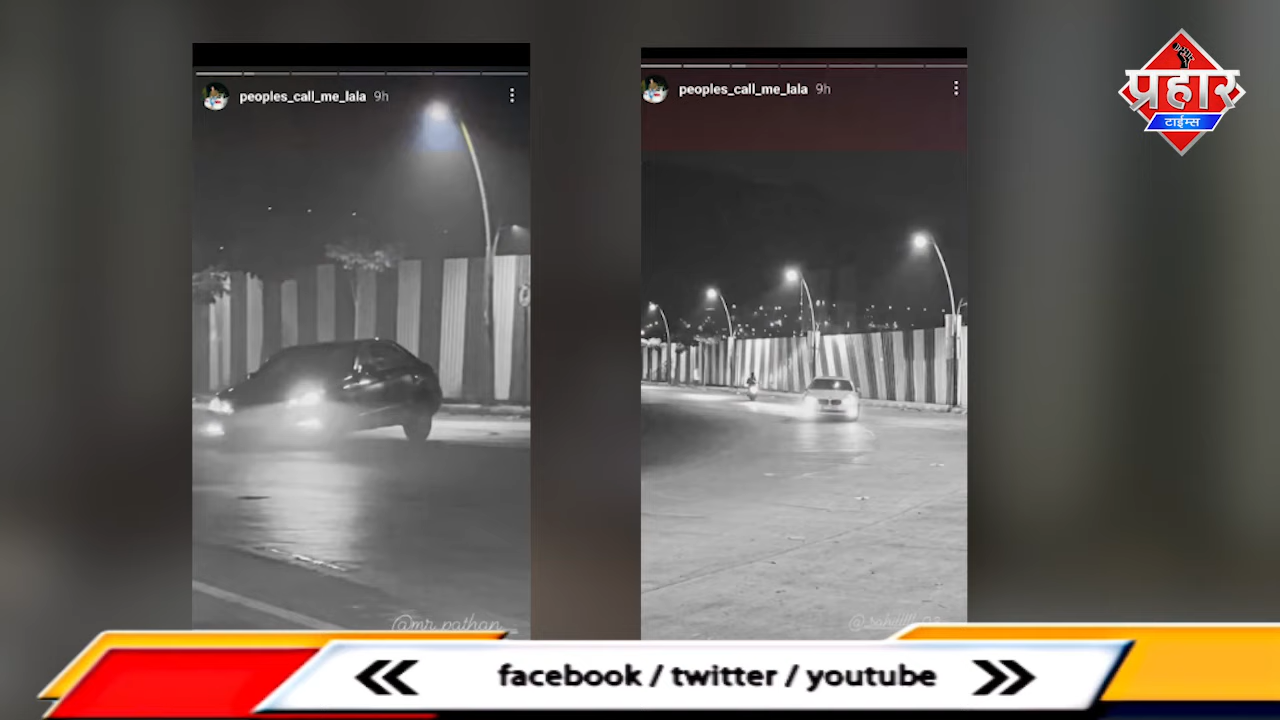 peoples_call_me_lala 9h
peoples_call_me_lala 9h
प्रहार
टाईम्स
@mr_pathan
facebook / twitter / youtube